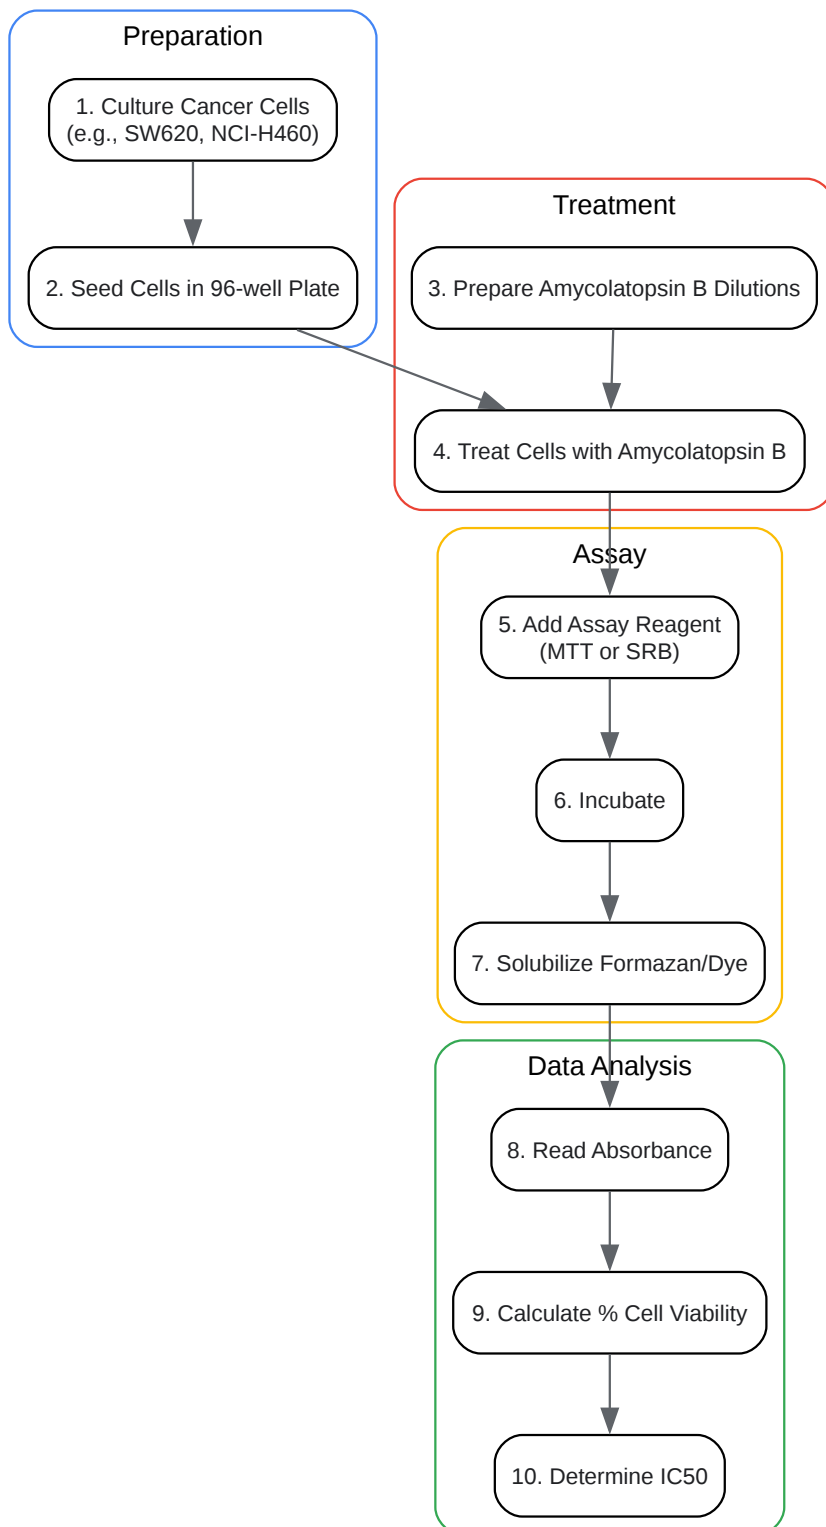 Preparation
1. Culture Cancer Cells
(e.g., SW620, NCI-H460)
2. Seed Cells in 96-well Plate
Treatment
3. Prepare Amycolatopsin B Dilutions
4. Treat Cells with Amycolatopsin B
Assay
5. Add Assay Reagent
(MTT or SRB)
6. Incubate
7. Solubilize Formazan/Dye
Data Analysis
8. Read Absorbance
9. Calculate % Cell Viability
10. Determine IC50